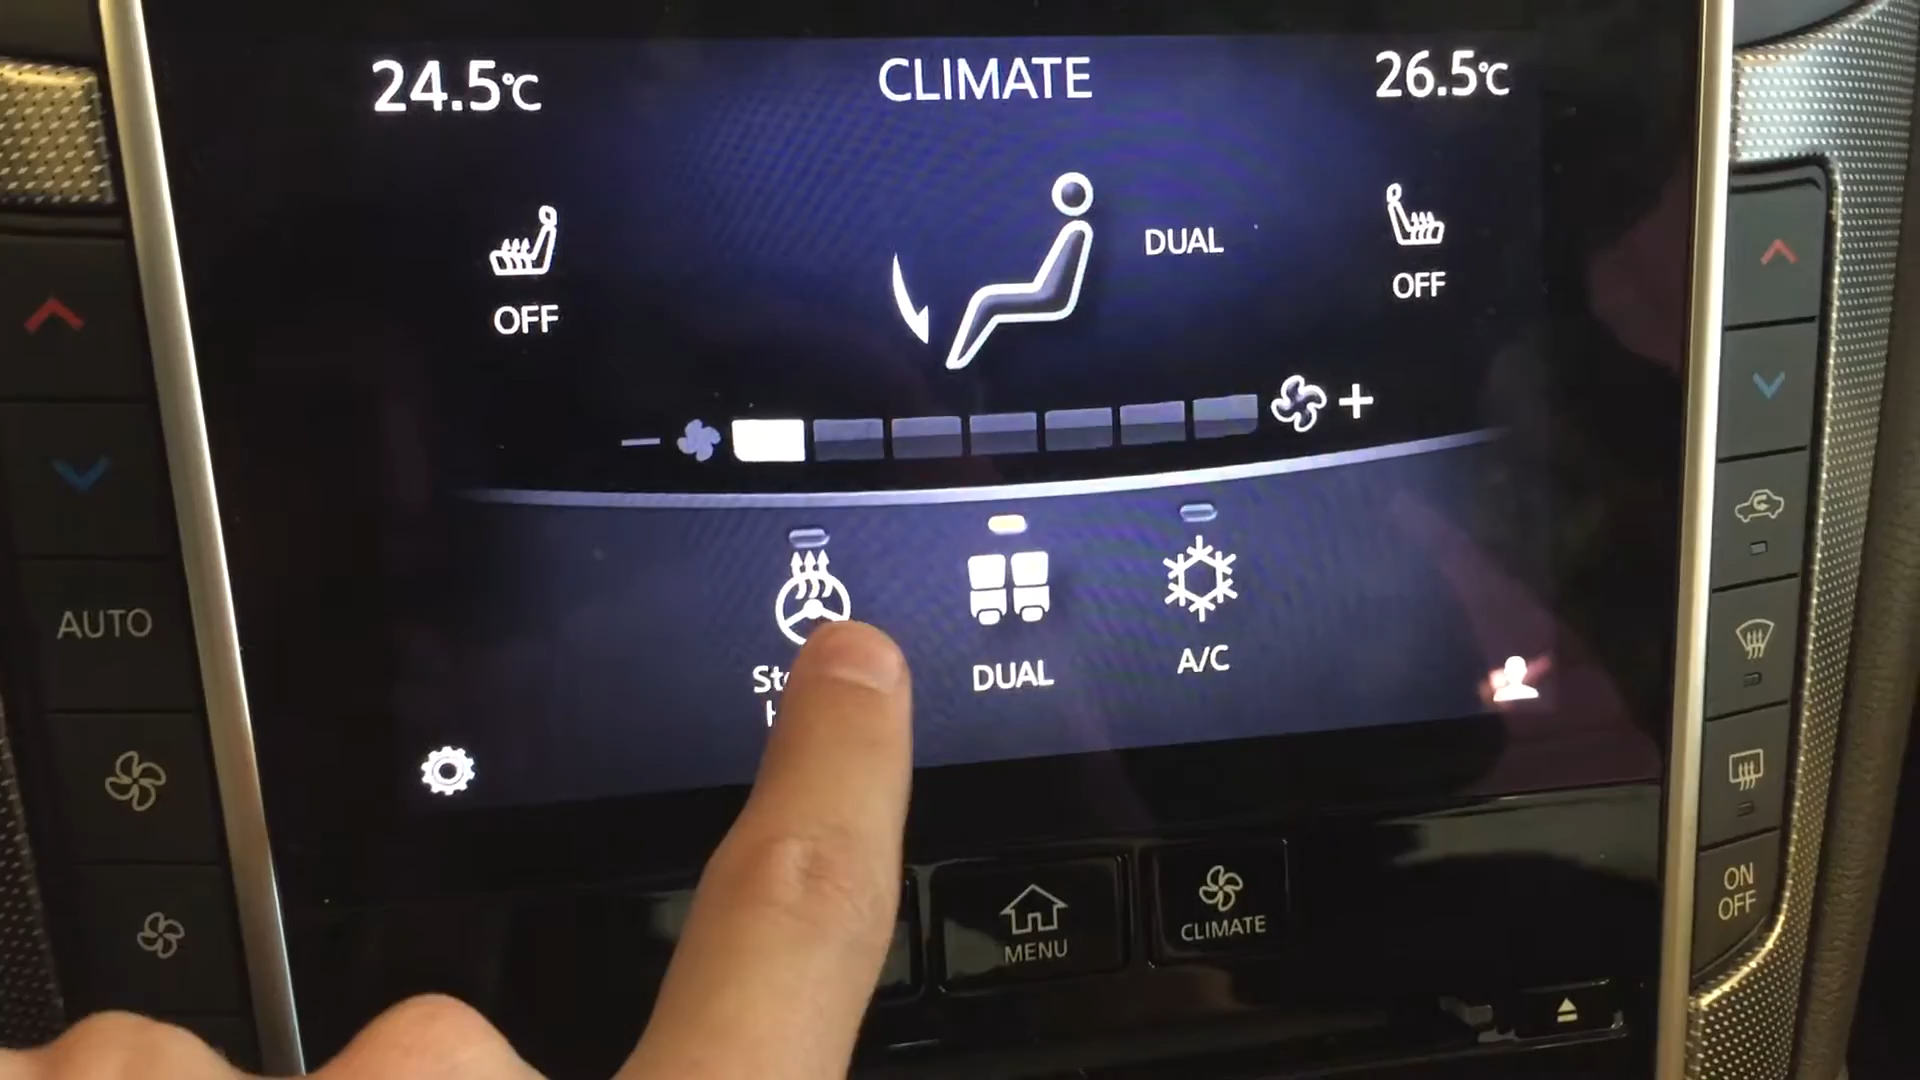 24.5°C
CLIMATE
26.5°C
DUAL
OFF
OFF
DUAL
A/C
AUTO
MENU
CLIMATE
ON
OFF